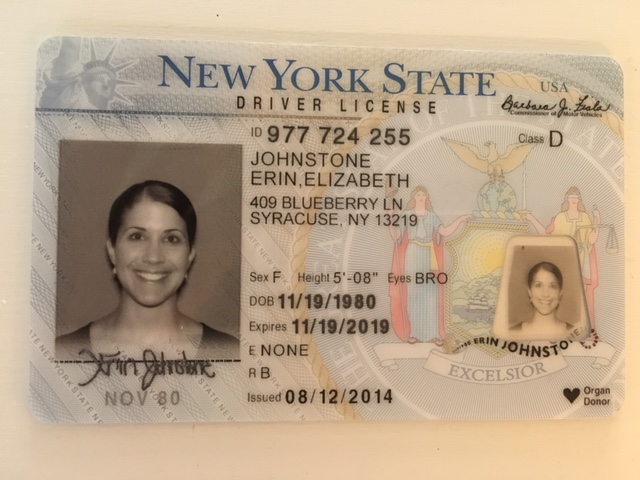 NEW YORK STATE
USA
DRIVER LICENSE
Commissioner of Motor Vehicles
ID 977 724 255
Class D
JOHNSTONE
ERIN,ELIZABETH
409 BLUEBERRY LN
SYRACUSE, NY 13219
Sex F Height 5'-08" Eyes BRO
DOB 11/19/1980
Expires 11/19/2019
E NONE
R B
Issued 08/12/2014
Erin Johnstone
NOV 80
ERIN JOHNSTONE
EXCELSIOR
Organ
Donor